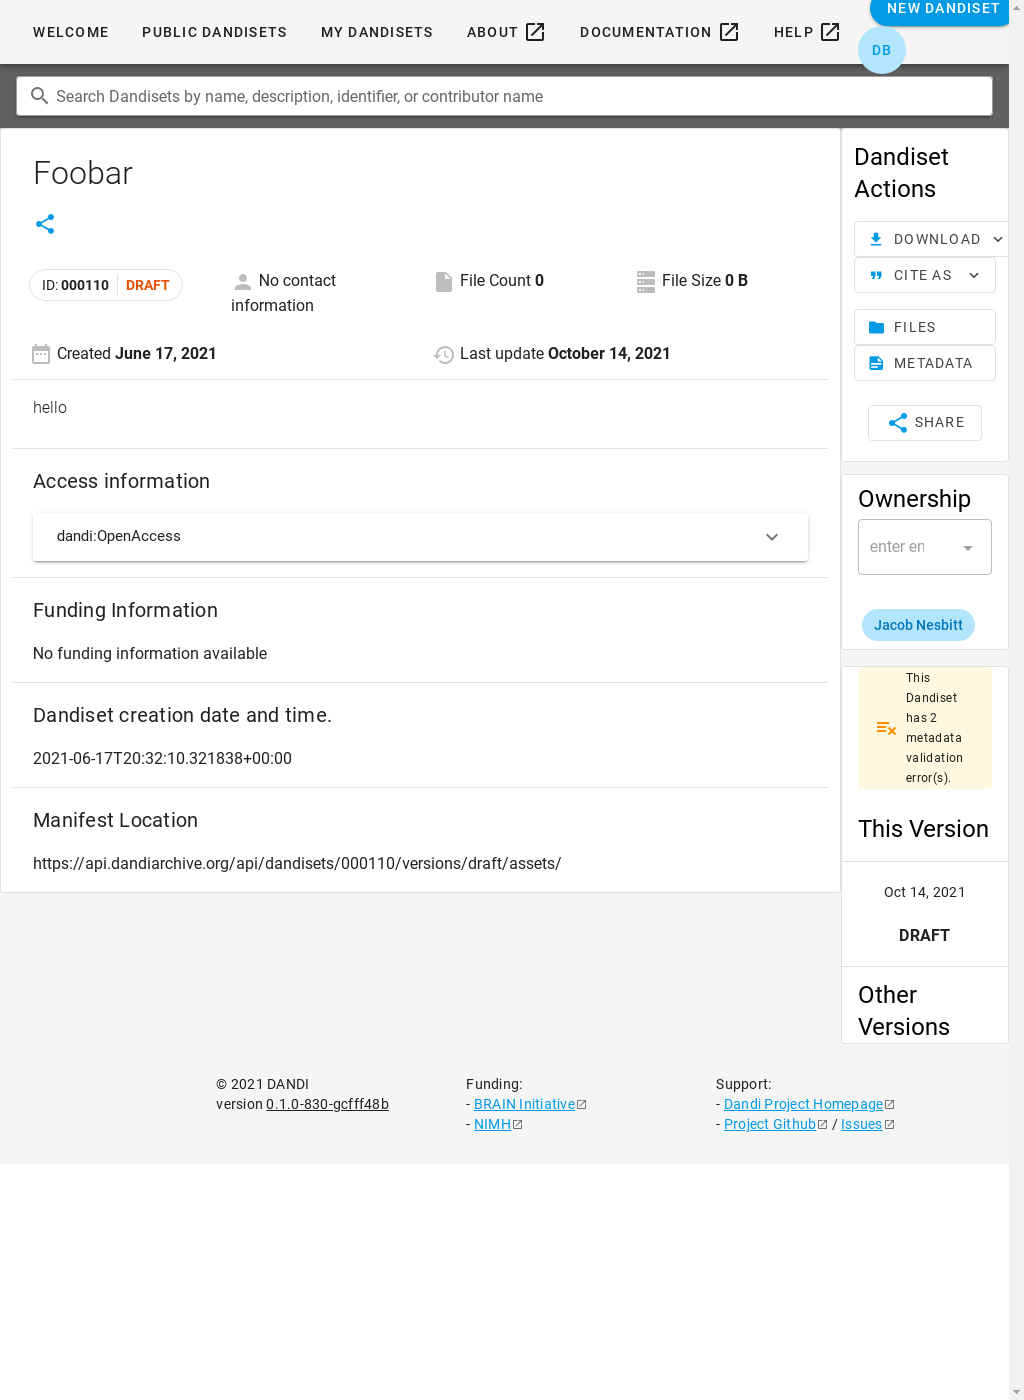 WELCOME PUBLIC DANDISETS MY DANDISETS ABOUT DOCUMENTATION HELP NEW DANDISET
DB
Search Dandisets by name, description, identifier, or contributor name
Foobar
ID: 000110 DRAFT
No contact information
File Count 0
File Size 0 B
Created June 17, 2021
Last update October 14, 2021
hello
Access information
dandi:OpenAccess
Funding Information
No funding information available
Dandiset creation date and time.
2021-06-17T20:32:10.321838+00:00
Manifest Location
https://api.dandiarchive.org/api/dandisets/000110/versions/draft/assets/
Dandiset
Actions
DOWNLOAD
CITE AS
FILES
METADATA
SHARE
Ownership
enter en
Jacob Nesbitt
This
Dandiset
has 2
metadata
validation
error(s).
This Version
Oct 14, 2021
DRAFT
Other
Versions
© 2021 DANDI
version 0.1.0-830-gcfff48b
Funding:
- BRAIN Initiative
- NIMH
Support:
- Dandi Project Homepage
- Project Github / Issues